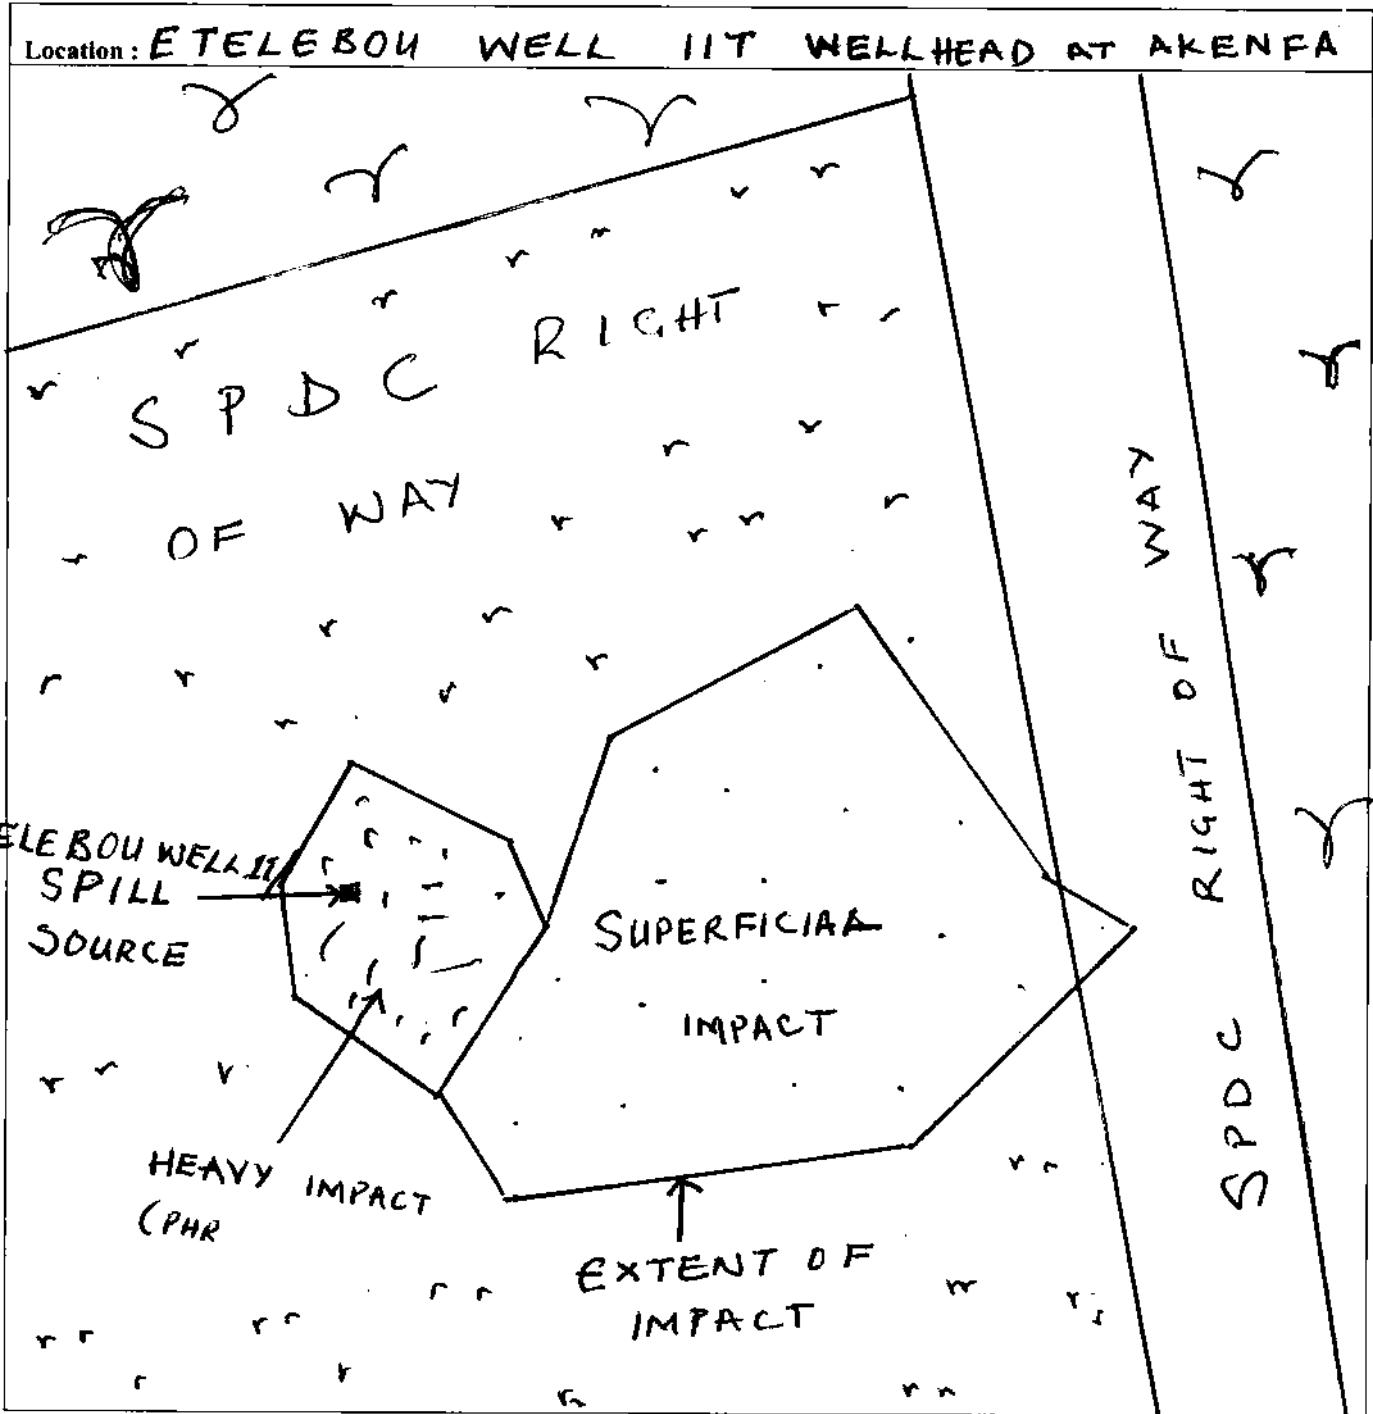 Location : ETELEBOU WELL 11T WELLHEAD AT AKENFA
SPDC RIGHT
OF WAY
SPDC RIGHT OF WAY
ELEBOU WELL 11
SPILL
SOURCE
SUPERFICIAL
IMPACT
HEAVY IMPACT
(PHR
EXTENT OF
IMPACT